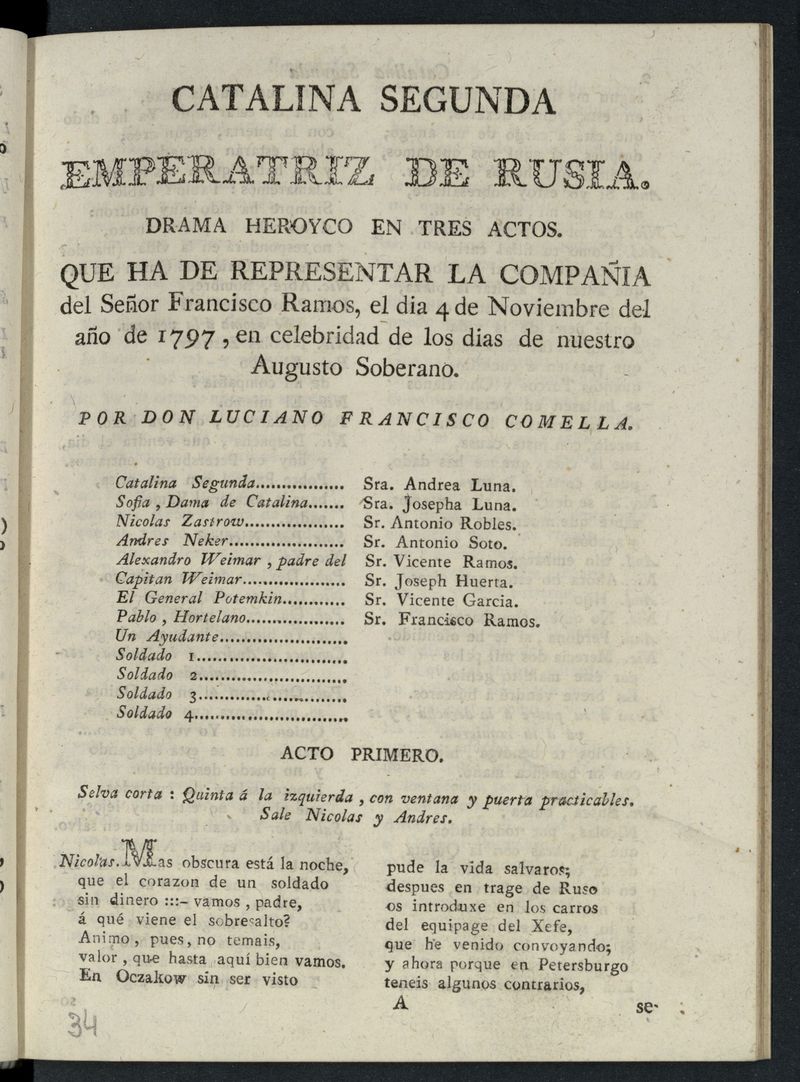 CATALINA SEGUNDA
EMPERATRIZ DE RUSIA.
DRAMA HEROYCO EN TRES ACTOS.
QUE HA DE REPRESENTAR LA COMPAÑIA
del Señor Francisco Ramos, el dia 4 de Noviembre del
año de 1797, en celebridad de los dias de nuestro
Augusto Soberano.
POR DON LUCIANO FRANCISCO COMELLA.
Catalina Segunda................. Sra. Andrea Luna.
Sofia, Dama de Catalina....... Sra. Josepha Luna.
Nicolas Zastrow................... Sr. Antonio Robles.
Andres Neker...................... Sr. Antonio Soto.
Alexandro Weimar, padre del Sr. Vicente Ramos.
Capitan Weimar.................... Sr. Joseph Huerta.
El General Potemkin............ Sr. Vicente Garcia.
Pablo, Hortelano................... Sr. Francisco Ramos.
Un Ayudante........................
Soldado 1............................
Soldado 2............................
Soldado 3............................
Soldado 4............................
ACTO PRIMERO.
Selva corta : Quinta á la izquierda, con ventana y puerta practicables.
Sale Nicolas y Andres.
Nicolas. Mas obscura está la noche,
que el corazon de un soldado
sin dinero :::- vamos, padre,
á qué viene el sobresalto?
Animo, pues, no temais,
valor, que hasta aquí bien vamos.
En Oczakow sin ser visto
pude la vida salvaros;
despues en trage de Ruso
os introduxe en los carros
del equipage del Xefe,
que he venido convoyando;
y ahora porque en Petersburgo
teneis algunos contrarios,
A se-
34